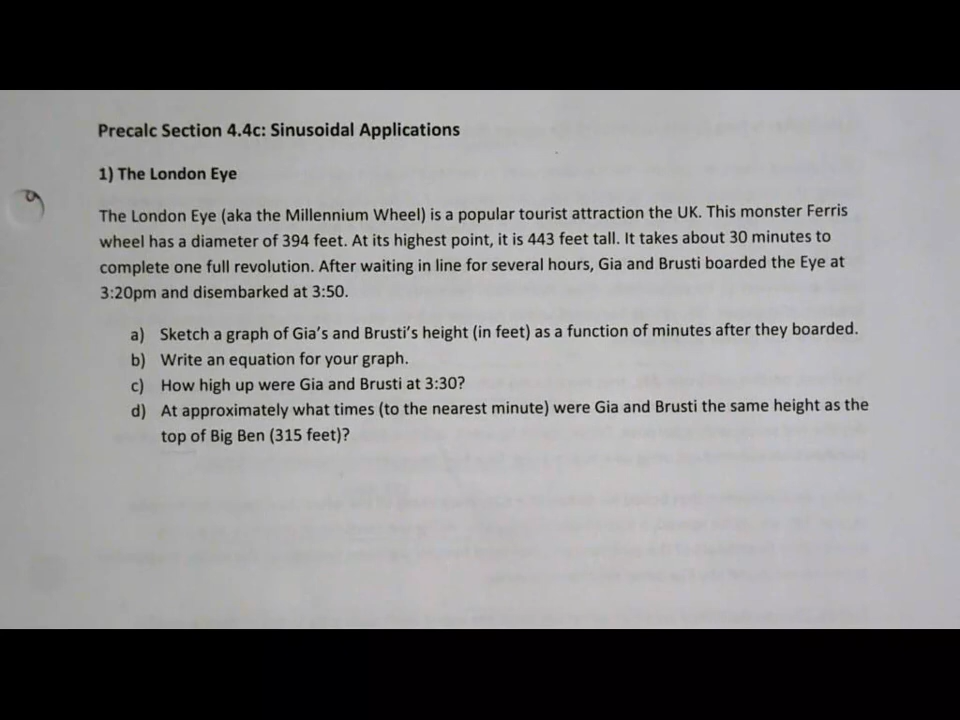 Precalc Section 4.4c: Sinusoidal Applications
1) The London Eye
The London Eye (aka the Millennium Wheel) is a popular tourist attraction the UK. This monster Ferris
wheel has a diameter of 394 feet. At its highest point, it is 443 feet tall. It takes about 30 minutes to
complete one full revolution. After waiting in line for several hours, Gia and Brusti boarded the Eye at
3:20pm and disembarked at 3:50.
a) Sketch a graph of Gia's and Brusti's height (in feet) as a function of minutes after they boarded.
b) Write an equation for your graph.
c) How high up were Gia and Brusti at 3:30?
d) At approximately what times (to the nearest minute) were Gia and Brusti the same height as the
top of Big Ben (315 feet)?